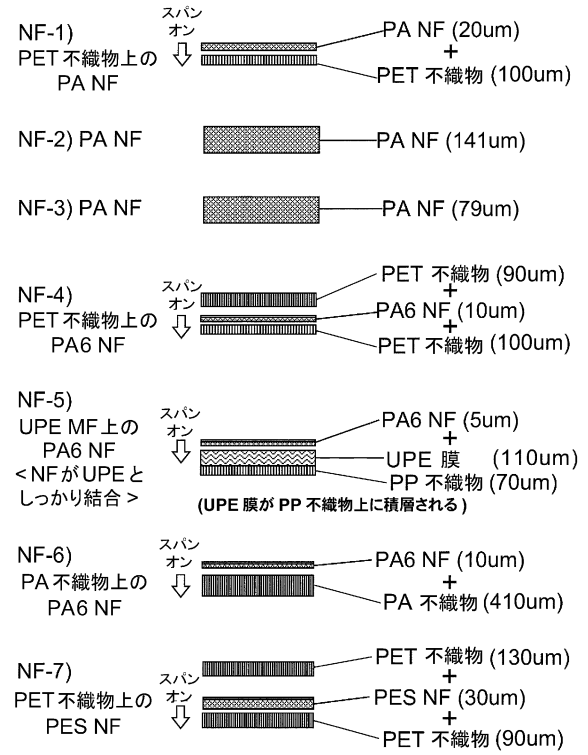 NF-1)
PET 不織物上の
PA NF
スパン
オン
PA NF (20um)
+
PET 不織物 (100um)
NF-2) PA NF
PA NF (141um)
NF-3) PA NF
PA NF (79um)
NF-4)
PET 不織物上の
PA6 NF
スパン
オン
PET 不織物 (90um)
+
PA6 NF (10um)
+
PET 不織物 (100um)
NF-5)
UPE MF上の
PA6 NF
< NFがUPEと
しっかり結合 >
スパン
オン
PA6 NF (5um)
+
UPE 膜 (110um)
PP 不織物 (70um)
(UPE 膜が PP 不織物上に積層される)
NF-6)
PA 不織物上の
PA6 NF
スパン
オン
PA6 NF (10um)
+
PA 不織物 (410um)
NF-7)
PET 不織物上の
PES NF
スパン
オン
PET 不織物 (130um)
+
PES NF (30um)
+
PET 不織物 (90um)